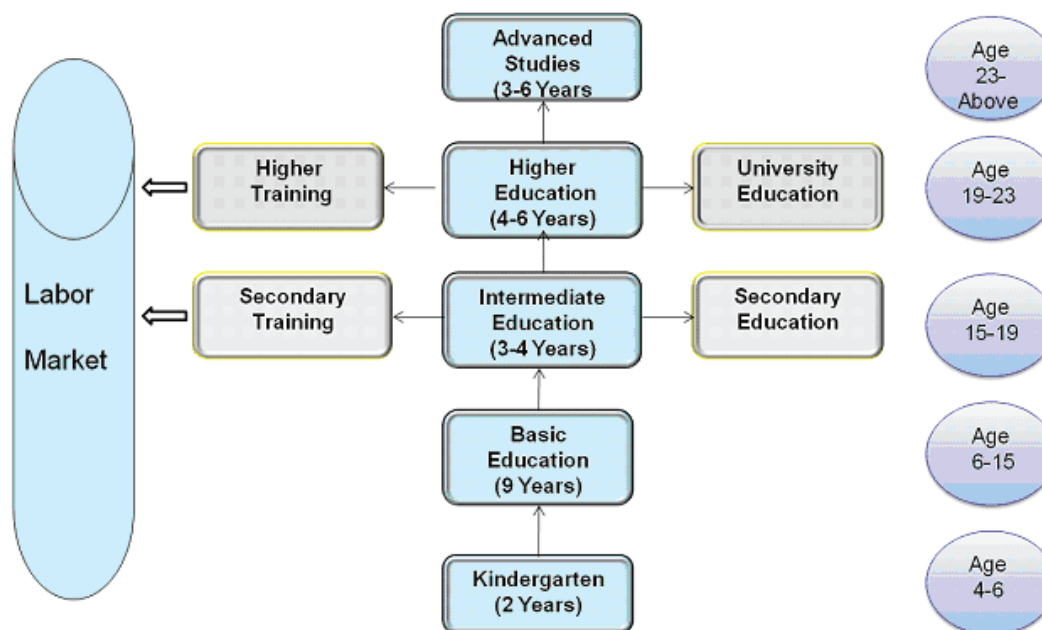 Advanced
Studies
(3-6 Years
Age
23-
Above
Higher
Training
Higher
Education
(4-6 Years)
University
Education
Age
19-23
Labor
Market
Secondary
Training
Intermediate
Education
(3-4 Years)
Secondary
Education
Age
15-19
Basic
Education
(9 Years)
Age
6-15
Kindergarten
(2 Years)
Age
4-6